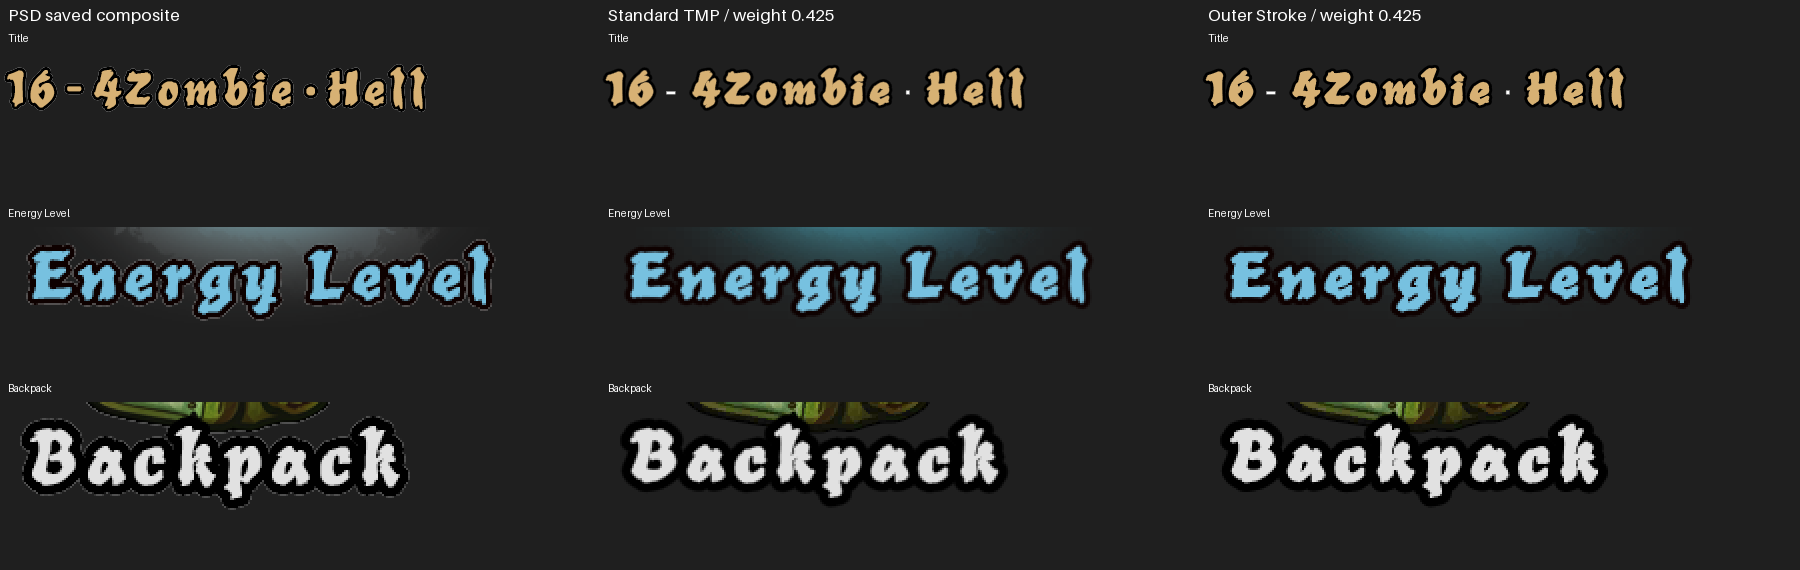 PSD saved composite Standard TMP / weight 0.425 Outer Stroke / weight 0.425
Title Title Title
16 - 4Zombie · Hell 16 - 4Zombie · Hell 16 - 4Zombie · Hell
Energy Level Energy Level Energy Level
Energy Level Energy Level Energy Level
Backpack Backpack Backpack
Backpack Backpack Backpack